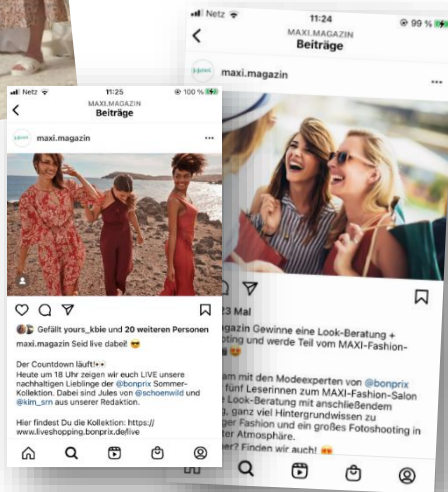 Netz
11:25
100 %
MAXI.MAGAZIN
Beiträge
maxi.magazin
Gefällt yours_kbie und 20 weiteren Personen
maxi.magazin Seid live dabei!
Der Countdown läuft!
Heute um 18 Uhr zeigen wir euch LIVE unsere
nachhaltigen Lieblinge der @bonprix Sommer-
Kollektion. Dabei sind Jules von @schoenwild und
@kim_srn aus unserer Redaktion.
Hier findest Du die Kollektion: https://
www.liveshopping.bonprix.de/live
Netz
11:24
99 %
MAXI.MAGAZIN
Beiträge
maxi.magazin
23 Mal
Gewinne eine Look-Beratung +
und werde Teil vom MAXI-Fashion-
am mit den Modeexperten von @bonprix
fünf Leserinnen zum MAXI-Fashion-Salon
Look-Beratung mit anschließendem
ganz viel Hintergrundwissen zu
Fashion und ein großes Fotoshooting in
Atmosphäre.
Finden wir auch!